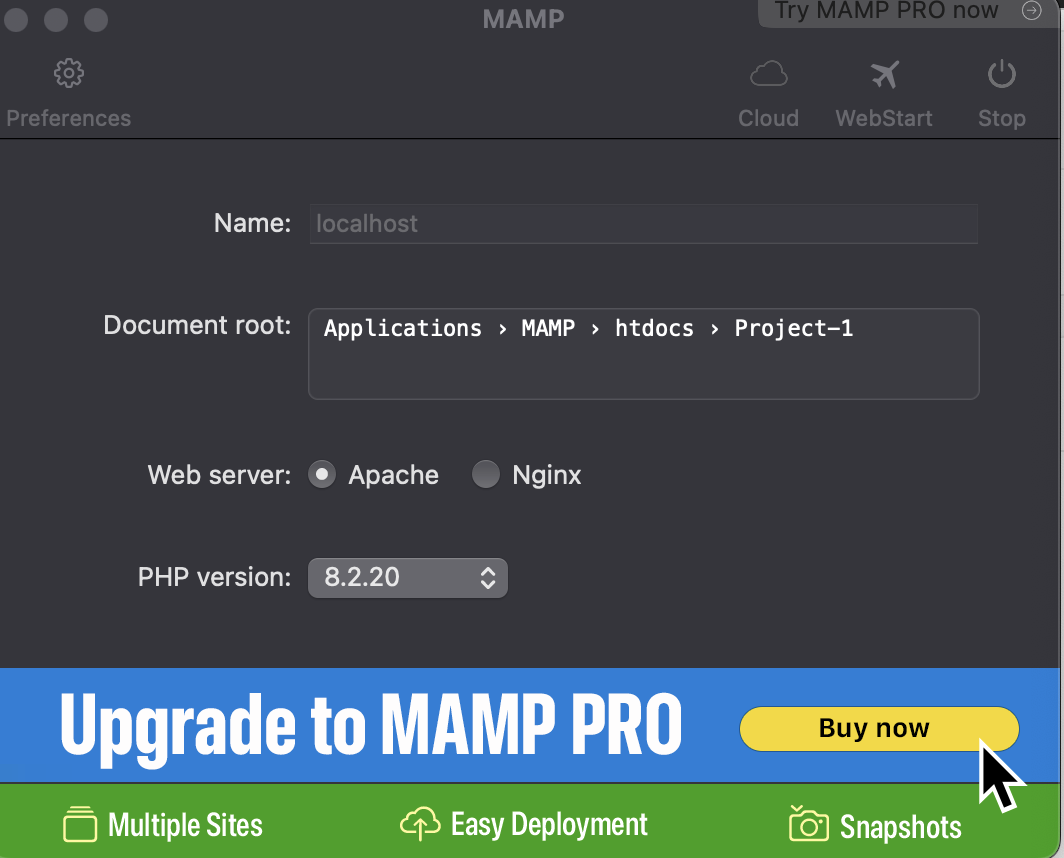 MAMP
Try MAMP PRO now
Preferences
Cloud
WebStart
Stop
Name: localhost
Document root: Applications › MAMP › htdocs › Project-1
Web server: Apache Nginx
PHP version: 8.2.20
Upgrade to MAMP PRO
Buy now
Multiple Sites
Easy Deployment
Snapshots